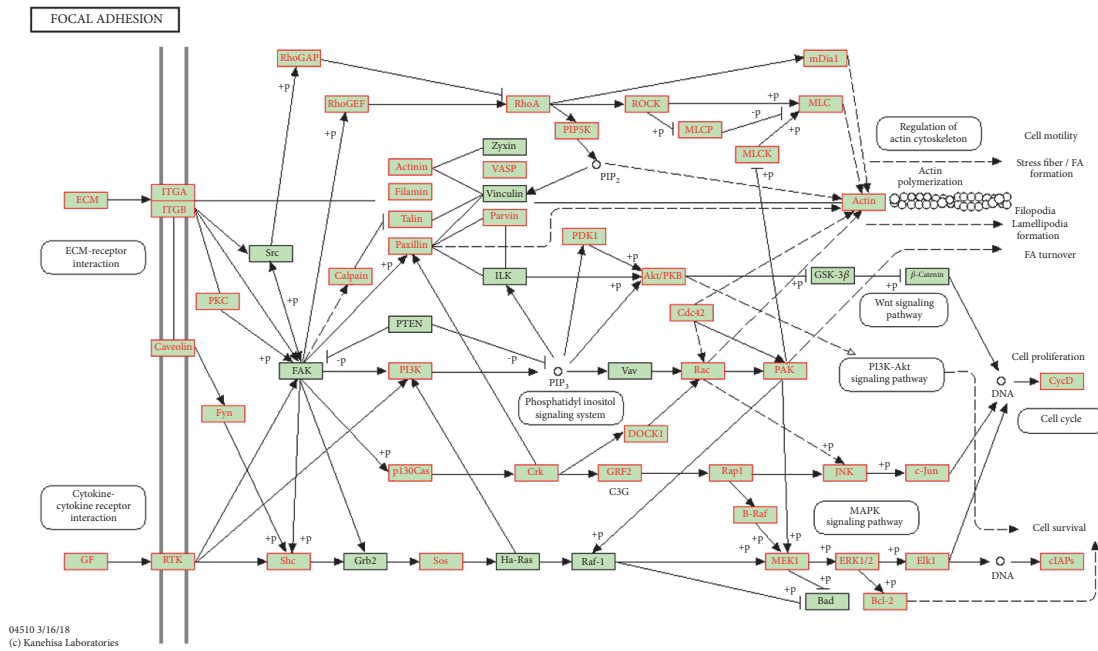 FOCAL ADHESION
RhoGAP
mDia1
+p
RhoGEF
RhoA
ROCK
+p
MLC
-p
+p
+p
PIP5K
+p
MLCP
Regulation of
actin cytoskeleton
Cell motility
Zyxin
MLCK
Actinin
VASP
PIP2
+p
Stress fiber / FA
formation
Actin
polymerization
ECM
ITGA
ITGB
Filamin
Vinculin
Actin
Talin
Parvin
Filopodia
Lamellipodia
formation
Src
Paxillin
PDK1
ECM-receptor
interaction
+p
+p
FA turnover
Calpain
ILK
Akt/PKB
GSK-3β
β-Catenin
+p
+p
+p
PKC
+p
Cdc42
Wnt signaling
pathway
PTEN
Caveolin
+p
-p
-p
FAK
PI3K
PIP3
Vav
Rac
PAK
PI3K-Akt
signaling pathway
Cell proliferation
DNA
CycD
Phosphatidyl inositol
signaling system
Fyn
Cell cycle
DOCK1
+p
+p
+p
p130Cas
Crk
GRF2
C3G
Rap1
JNK
c-Jun
Cytokine-
cytokine receptor
interaction
B-Raf
MAPK
signaling pathway
Cell survival
+p
+p
+p
+p
+p
+p
+p
+p
GF
RTK
Shc
Grb2
Sos
Ha-Ras
Raf-1
MEK1
ERK1/2
Elk1
DNA
cIAPs
+p
+p
+p
Bad
Bcl-2
04510 3/16/18
(c) Kanehisa Laboratories